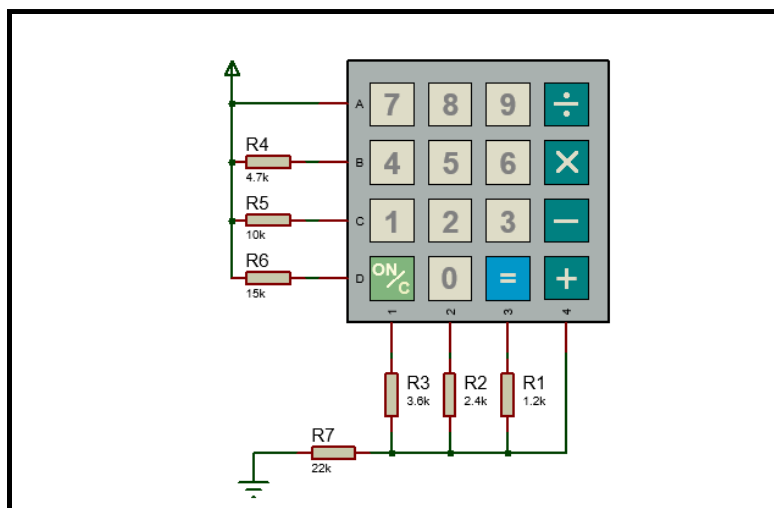 A 7 8 9 ÷
R4
4.7k
B 4 5 6 ×
R5
10k
C 1 2 3 −
R6
15k
D ON/C 0 = +
1 2 3 4
R3 R2 R1
3.6k 2.4k 1.2k
R7
22k